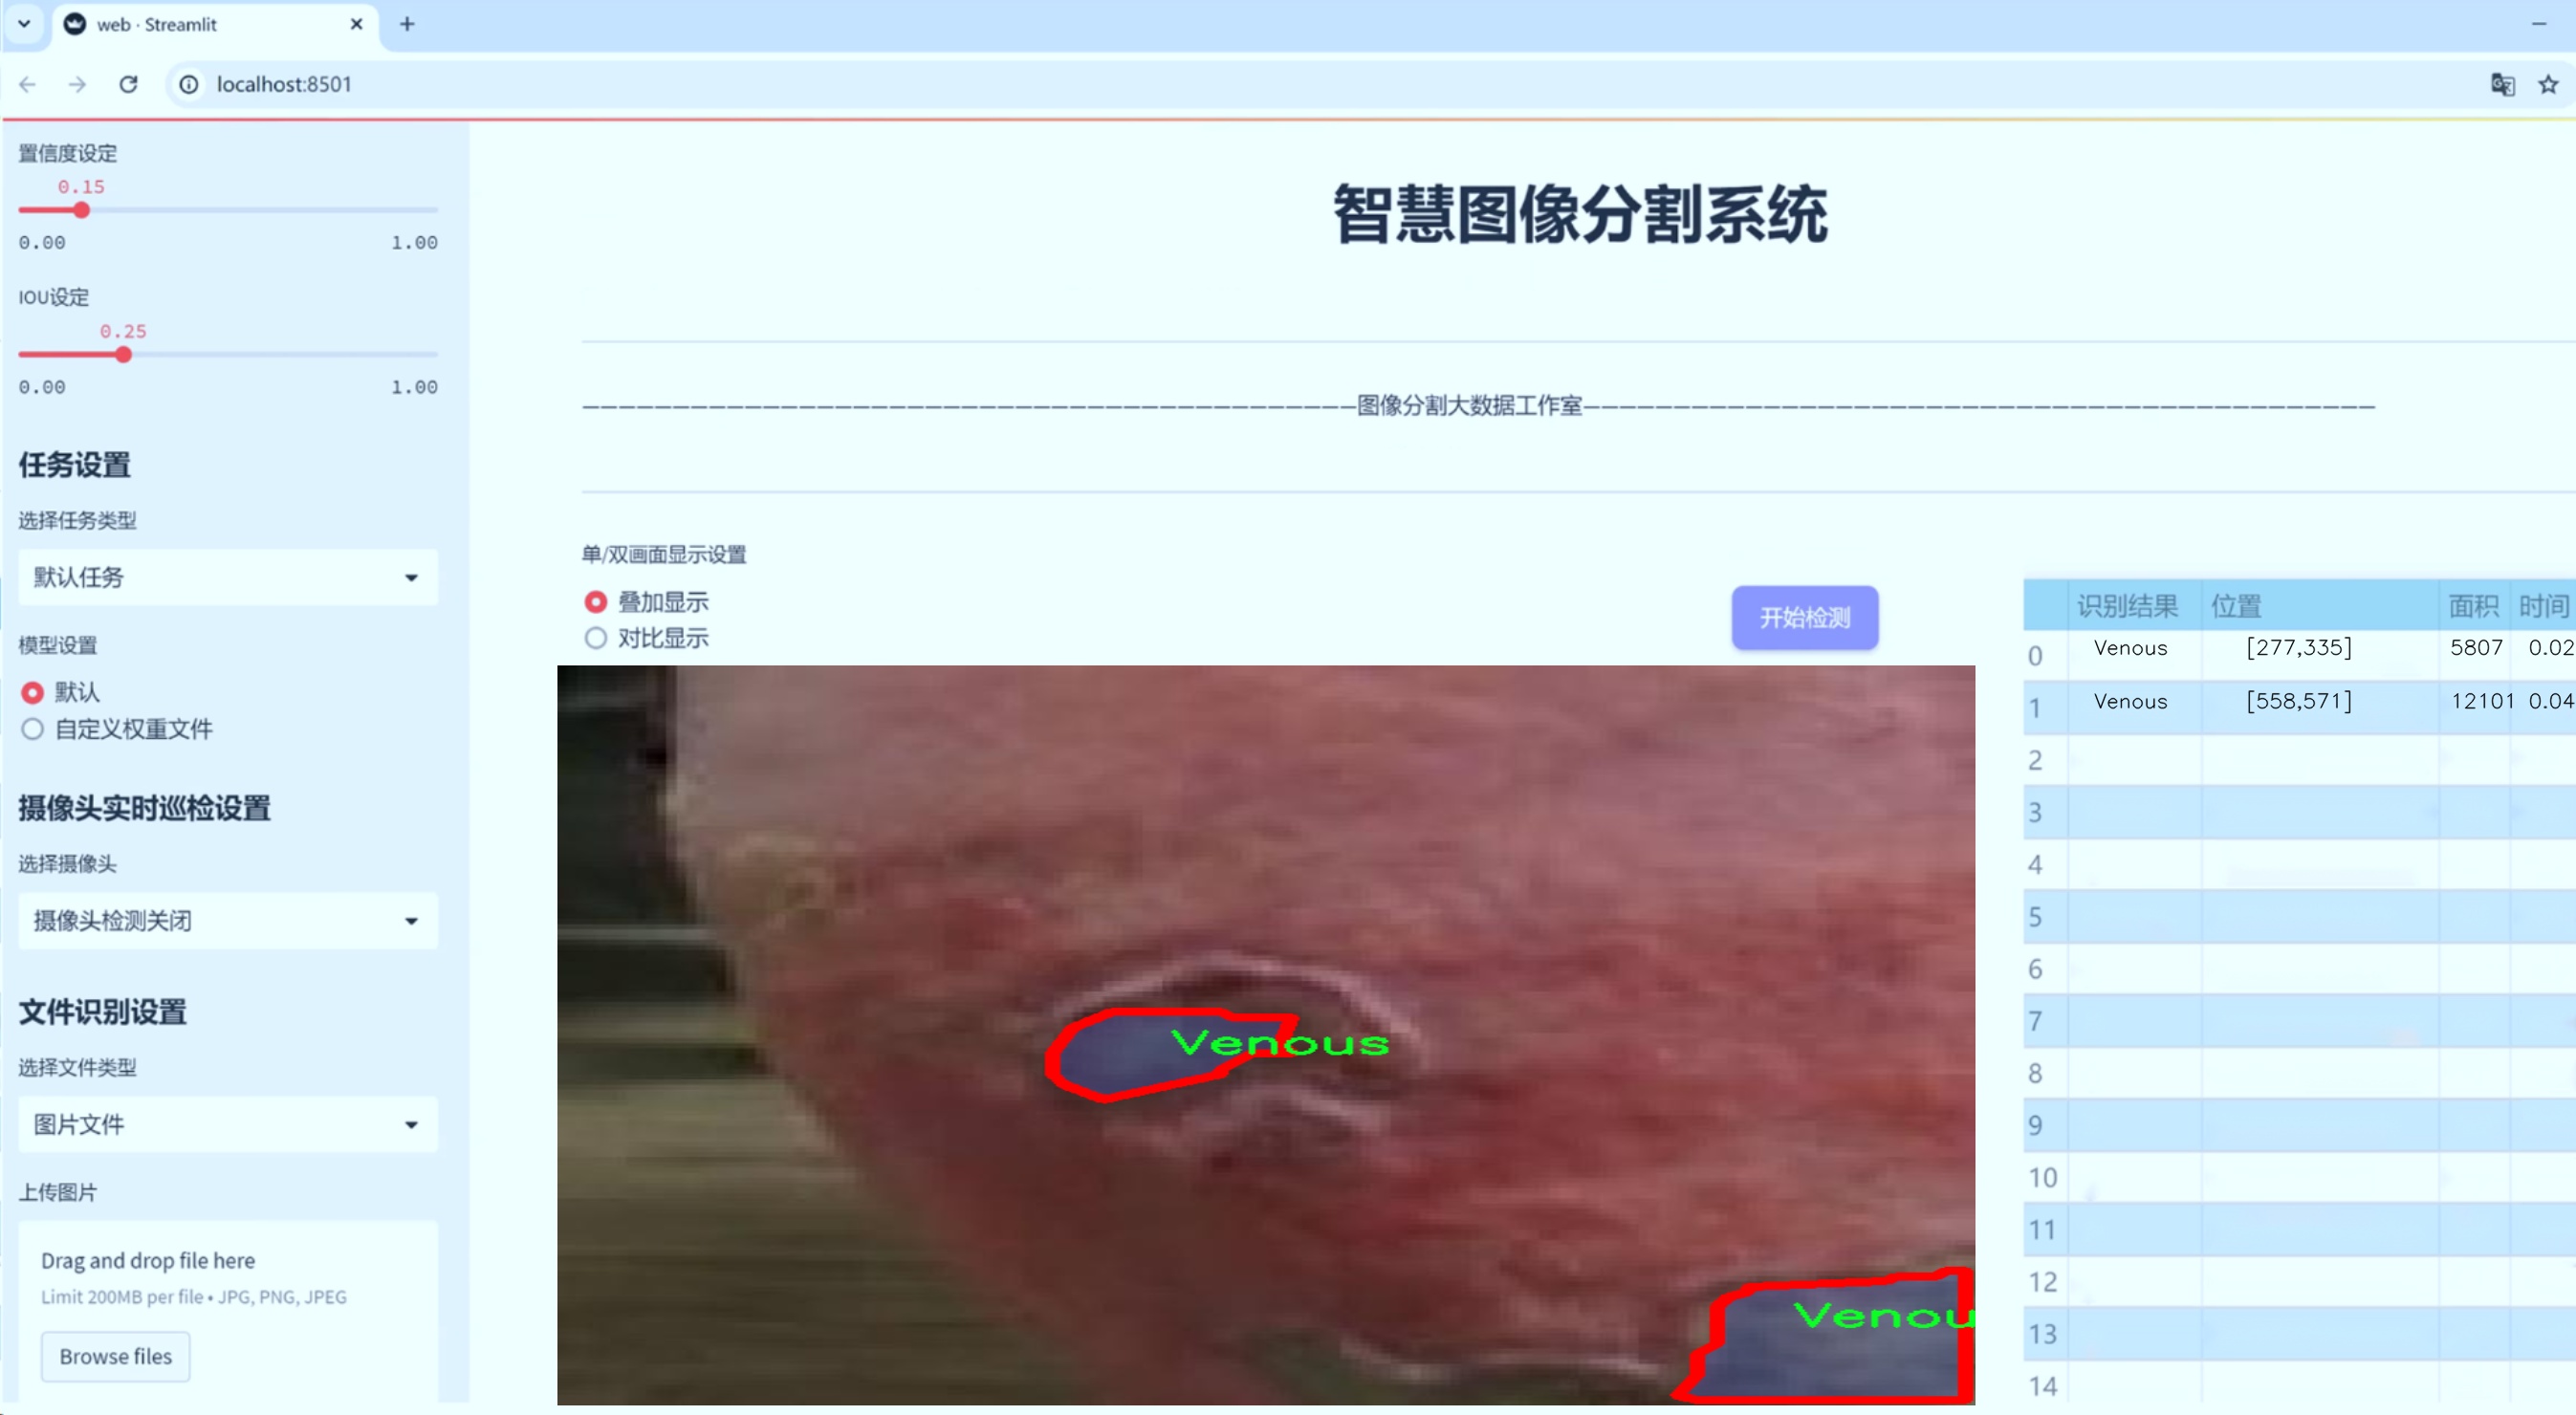 web · Streamlit
localhost:8501
置信度设定
0.15
0.00 1.00
IOU设定
0.25
0.00 1.00
任务设置
选择任务类型
默认任务
模型设置
默认
自定义权重文件
摄像头实时巡检设置
选择摄像头
摄像头检测关闭
文件识别设置
选择文件类型
图片文件
上传图片
Drag and drop file here
Limit 200MB per file • JPG, PNG, JPEG
Browse files
智慧图像分割系统
图像分割大数据工作室
单/双画面显示设置
叠加显示
对比显示
开始检测
Venous
Venou
识别结果 位置 面积 时间
0 Venous [277,335] 5807 0.02
1 Venous [558,571] 12101 0.04
2
3
4
5
6
7
8
9
10
11
12
13
14